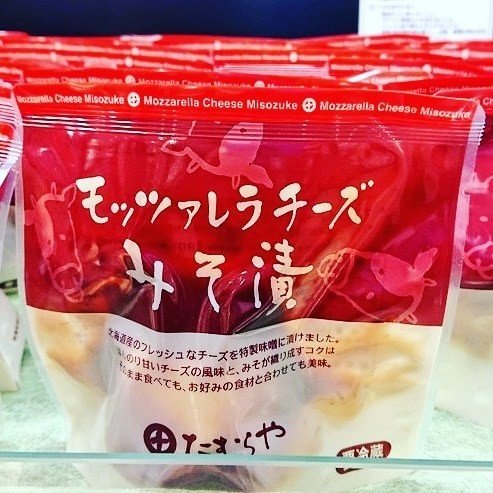 Mozzarella Cheese Misozuke Mozzarella Cheese Misozuke Mozzarella Cheese Misozuke
モッツァレラチーズ
みそ漬
北海道産のフレッシュなチーズを特製味噌に漬けました。
のり甘いチーズの風味と、みそが織り成すコクは
まま食べても、お好みの食材と合わせても美味。
たむらや
要冷蔵